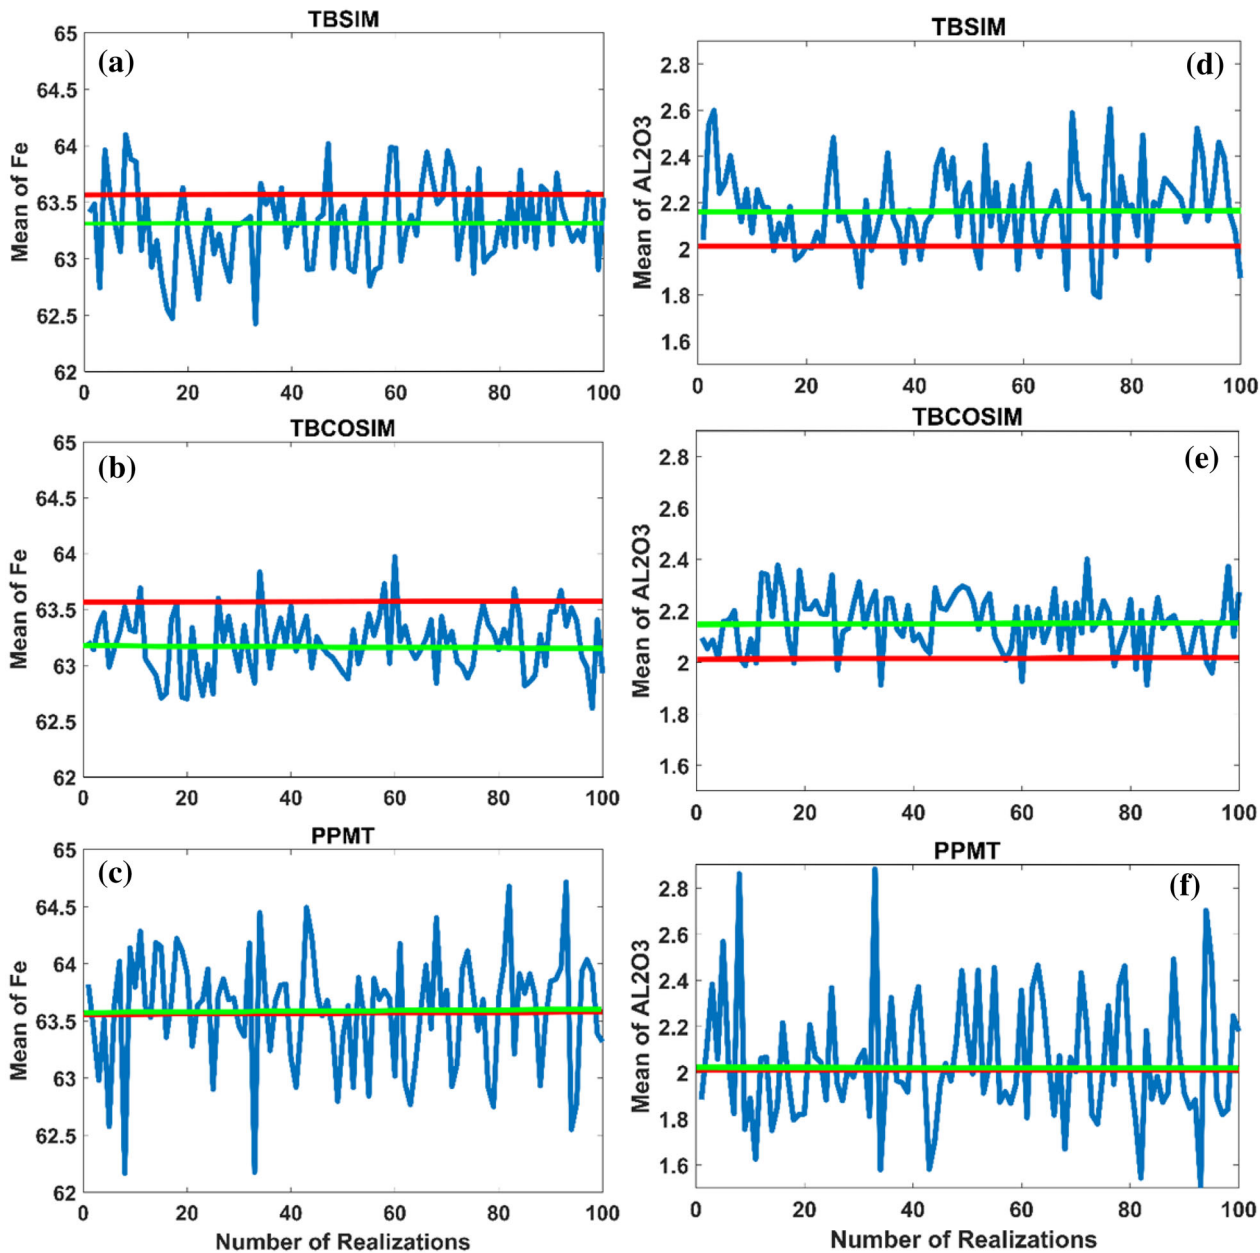 TBSIM
(a)
Mean of Fe
65
64.5
64
63.5
63
62.5
62
0 20 40 60 80 100
TBSIM
(d)
Mean of AL2O3
2.8
2.6
2.4
2.2
2
1.8
1.6
0 20 40 60 80 100
TBCOSIM
(b)
Mean of Fe
65
64.5
64
63.5
63
62.5
62
0 20 40 60 80 100
TBCOSIM
(e)
Mean of AL2O3
2.8
2.6
2.4
2.2
2
1.8
1.6
0 20 40 60 80 100
PPMT
(c)
Mean of Fe
65
64.5
64
63.5
63
62.5
62
0 20 40 60 80 100
Number of Realizations
PPMT
(f)
Mean of AL2O3
2.8
2.6
2.4
2.2
2
1.8
1.6
0 20 40 60 80 100
Number of Realizations